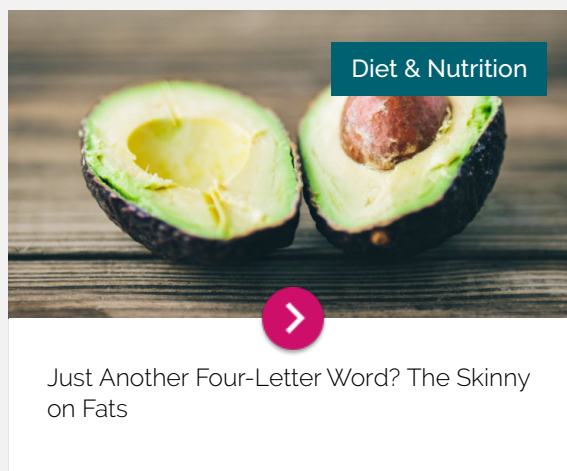 Diet & Nutrition
Just Another Four-Letter Word? The Skinny
on Fats